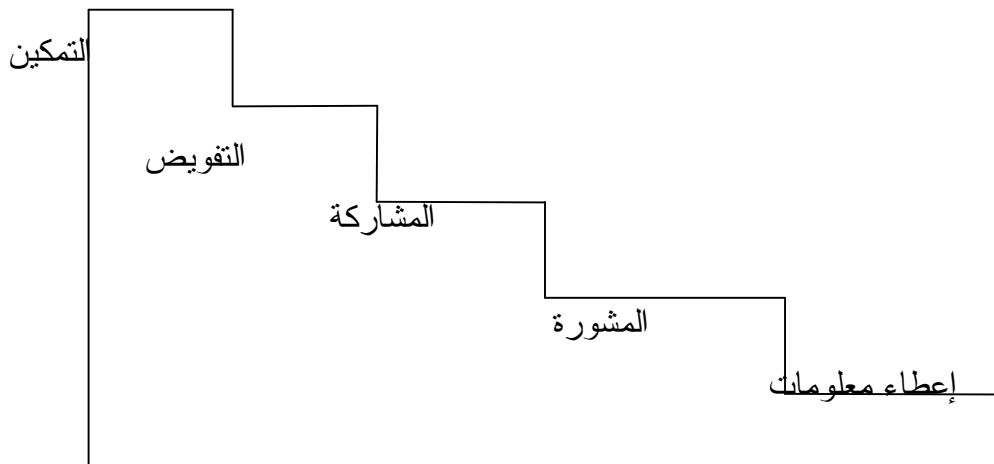 التمكين
التفويض
المشاركة
المشورة
إعطاء معلومات